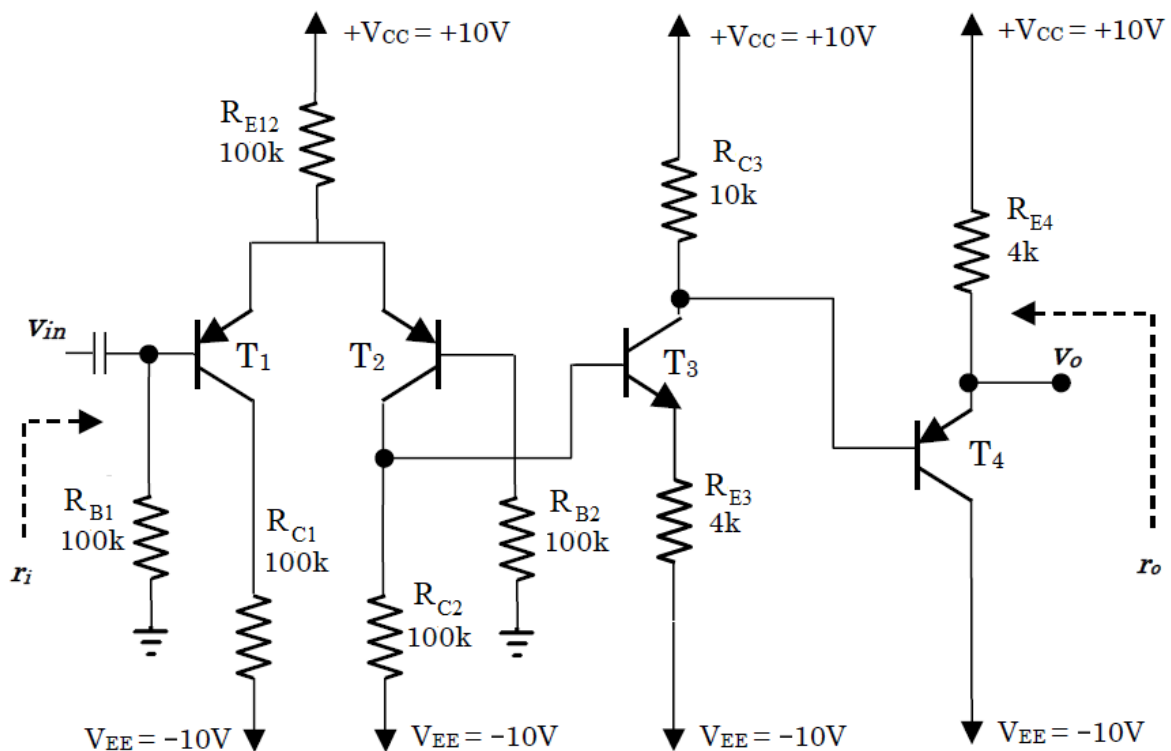 +VCC = +10V
+VCC = +10V
+VCC = +10V
RE12
100k
RC3
10k
RE4
4k
vin
T1
T2
T3
vo
T4
RB1
100k
RC1
100k
RB2
100k
RE3
4k
ri
ro
RC2
100k
VEE = −10V
VEE = −10V
VEE = −10V
VEE = −10V